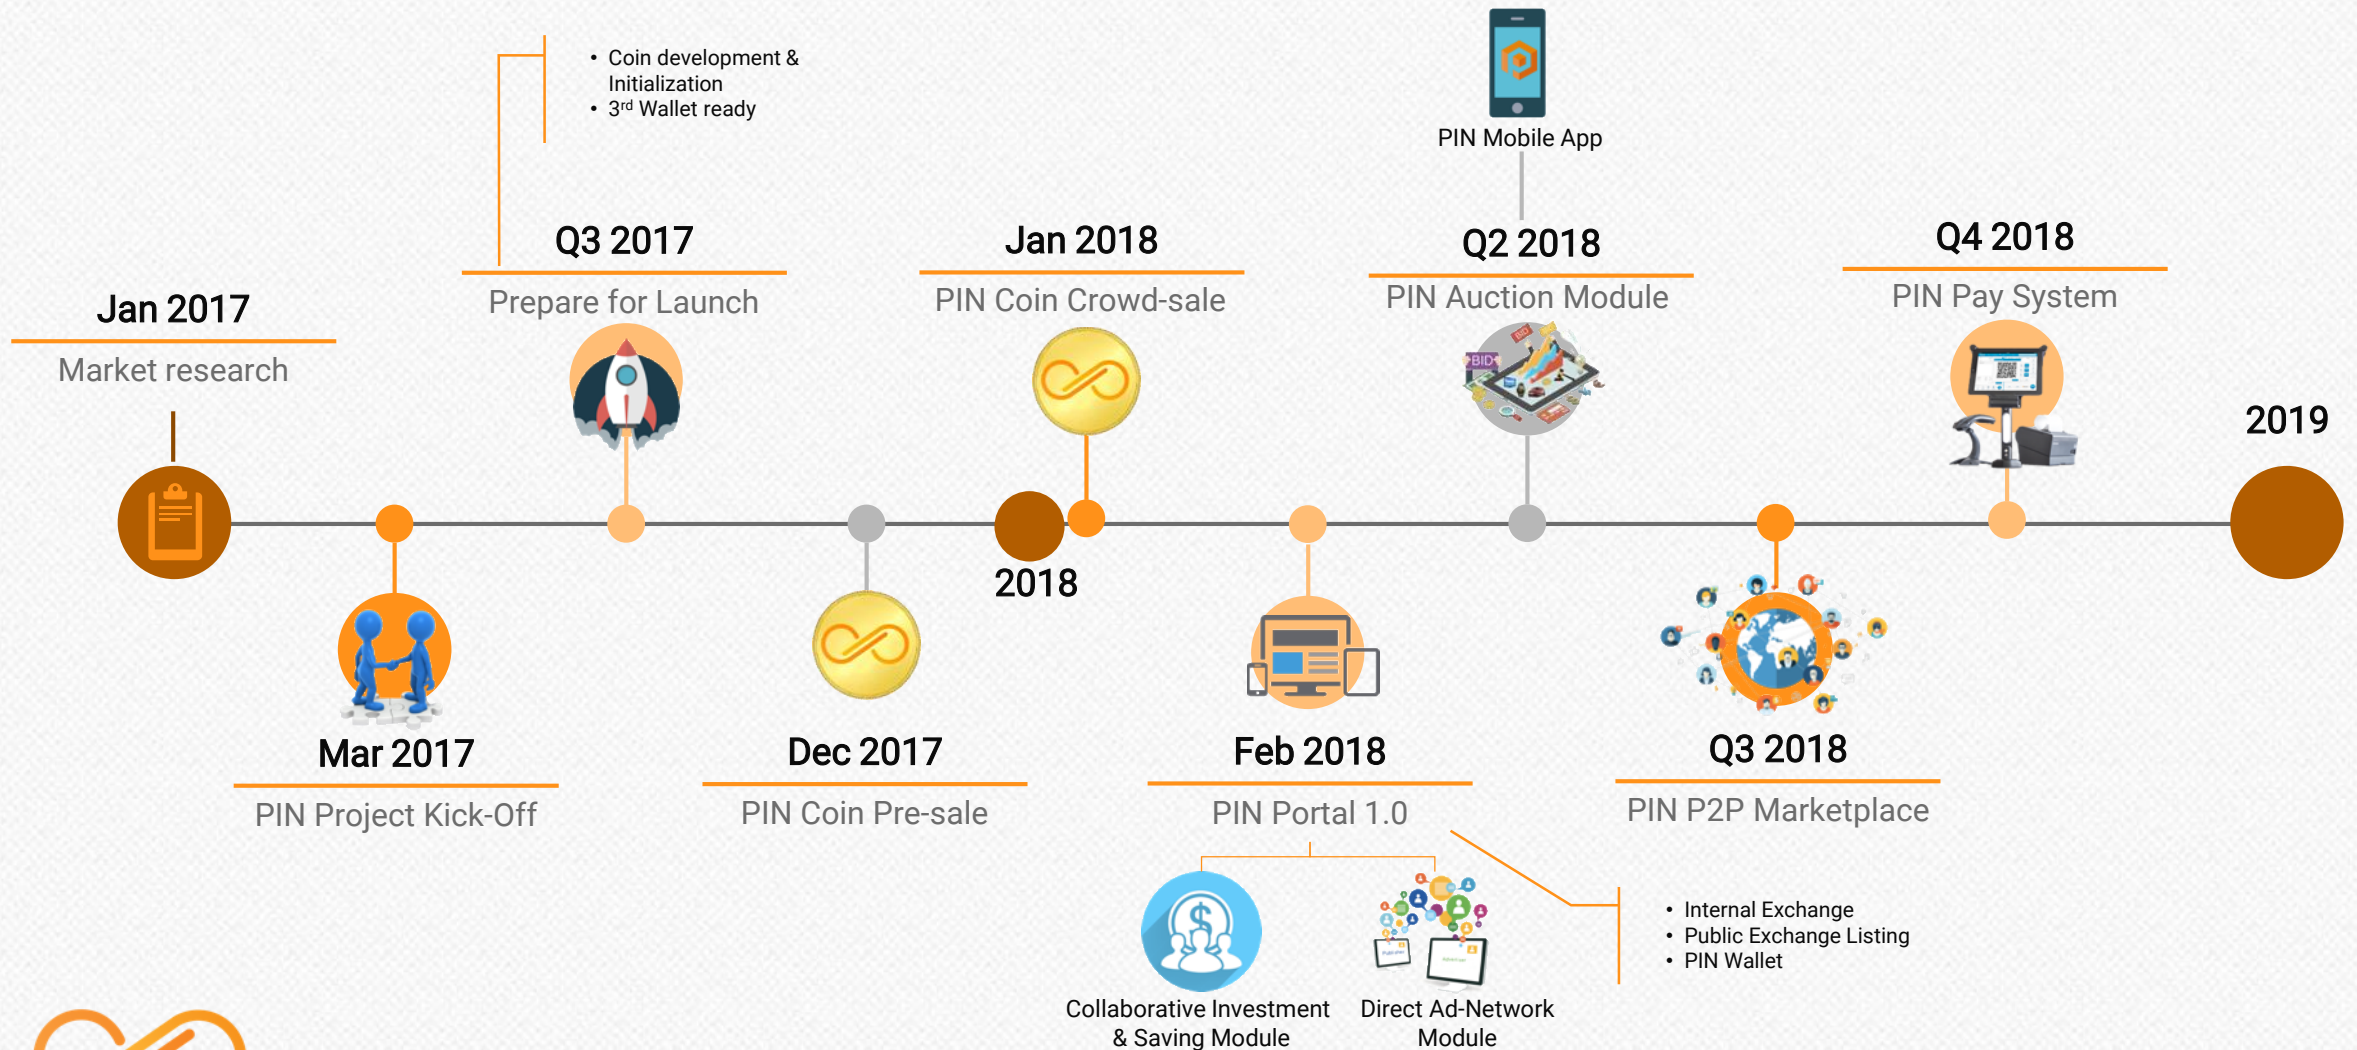 • Coin development &
Initialization
• 3rd Wallet ready
PIN Mobile App
Jan 2017
Market research
Q3 2017
Prepare for Launch
Jan 2018
PIN Coin Crowd-sale
Q2 2018
PIN Auction Module
BID
BID
Q4 2018
PIN Pay System
2019
2018
Mar 2017
PIN Project Kick-Off
Dec 2017
PIN Coin Pre-sale
Feb 2018
PIN Portal 1.0
Q3 2018
PIN P2P Marketplace
• Internal Exchange
• Public Exchange Listing
• PIN Wallet
Collaborative Investment
& Saving Module
Direct Ad-Network
Module